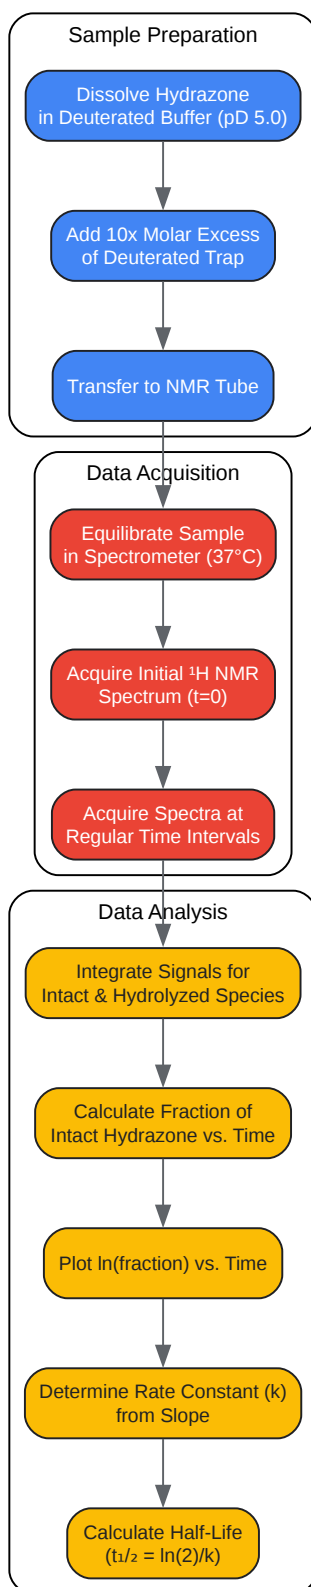 Sample Preparation
Dissolve Hydrazone
in Deuterated Buffer (pD 5.0)
Add 10x Molar Excess
of Deuterated Trap
Transfer to NMR Tube
Data Acquisition
Equilibrate Sample
in Spectrometer (37°C)
Acquire Initial ¹H NMR
Spectrum (t=0)
Acquire Spectra at
Regular Time Intervals
Data Analysis
Integrate Signals for
Intact & Hydrolyzed Species
Calculate Fraction of
Intact Hydrazone vs. Time
Plot ln(fraction) vs. Time
Determine Rate Constant (k)
from Slope
Calculate Half-Life
(t₁/₂ = ln(2)/k)